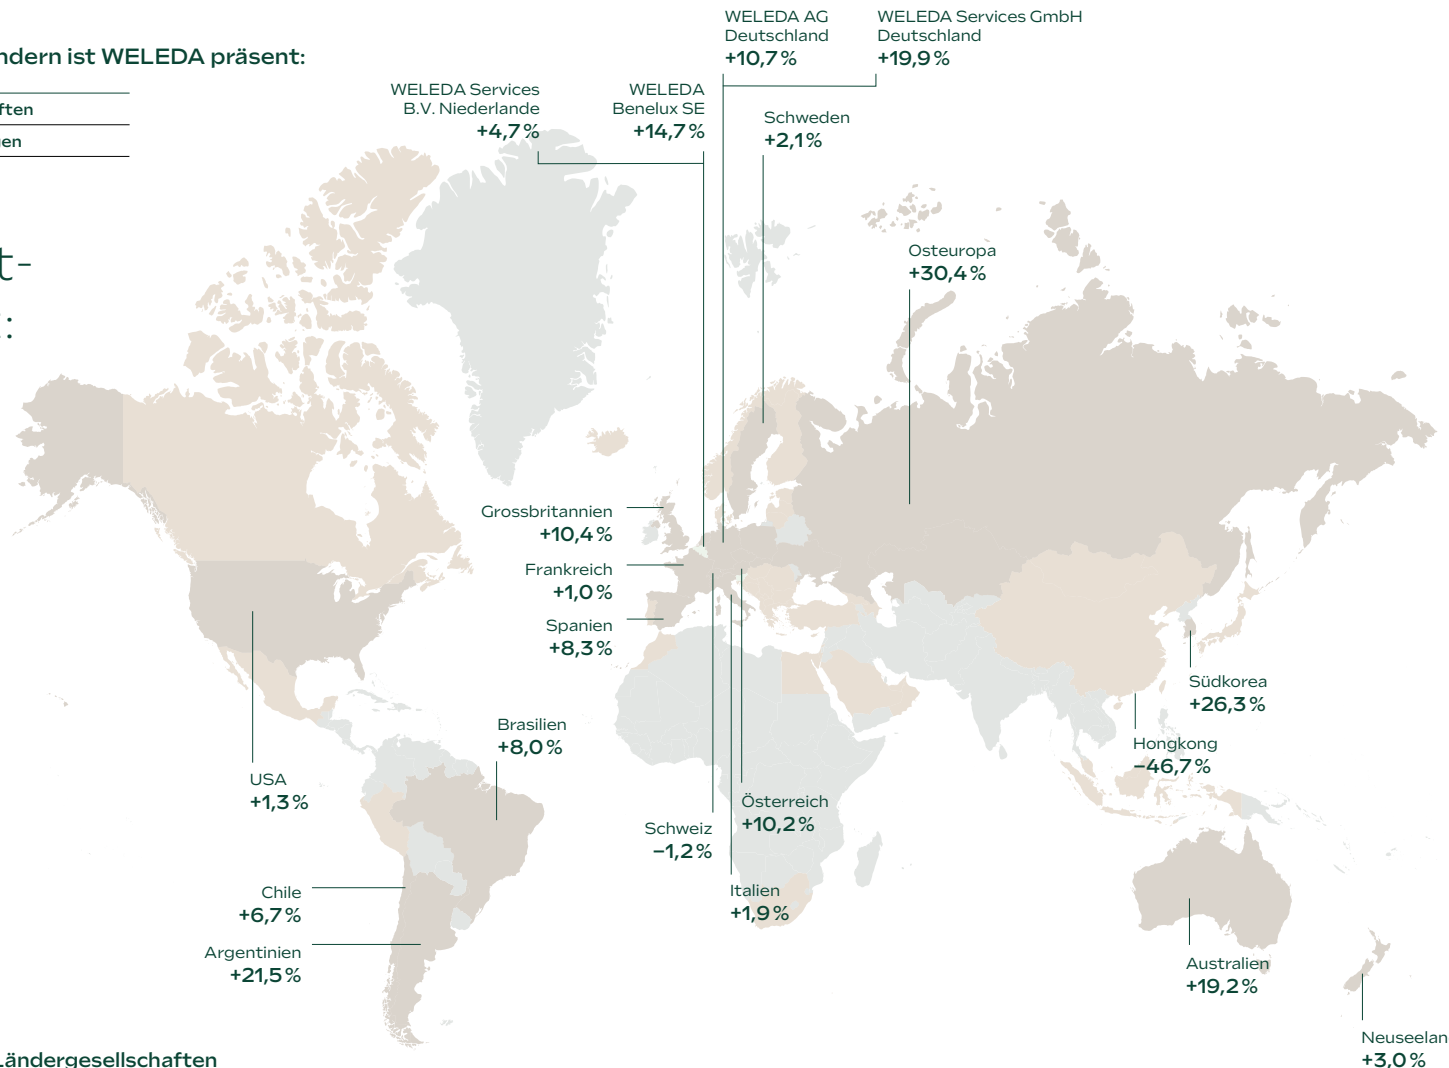 ndern ist WELEDA präsent:
ften
en
t-
:
WELEDA AG
Deutschland
+10,7 %
WELEDA Services GmbH
Deutschland
+19,9 %
WELEDA Services
B.V. Niederlande
+4,7 %
WELEDA
Benelux SE
+14,7 %
Schweden
+2,1 %
Osteuropa
+30,4 %
Grossbritannien
+10,4 %
Frankreich
+1,0 %
Spanien
+8,3 %
Südkorea
+26,3 %
Hongkong
−46,7 %
Brasilien
+8,0 %
USA
+1,3 %
Österreich
+10,2 %
Schweiz
−1,2 %
Italien
+1,9 %
Chile
+6,7 %
Argentinien
+21,5 %
Australien
+19,2 %
Neuseelan
+3,0 %
Ländergesellschaften